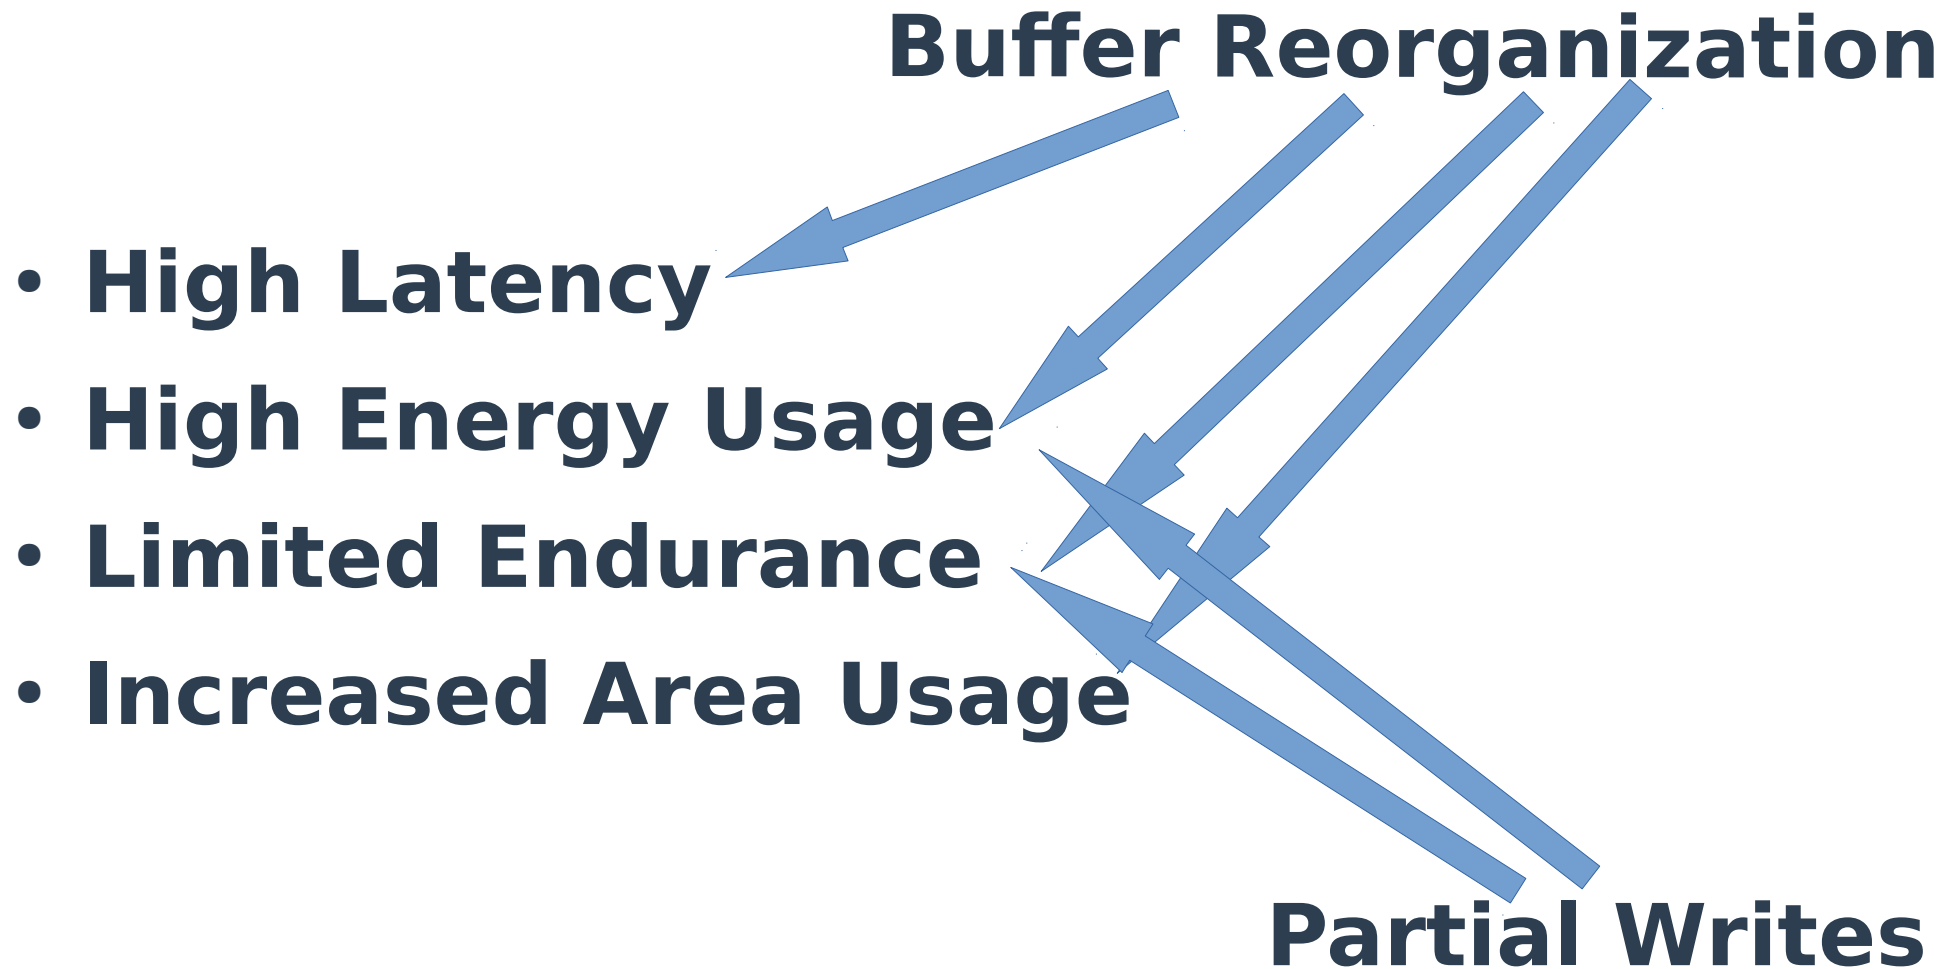 Buffer Reorganization
• High Latency
• High Energy Usage
• Limited Endurance
• Increased Area Usage
Partial Writes